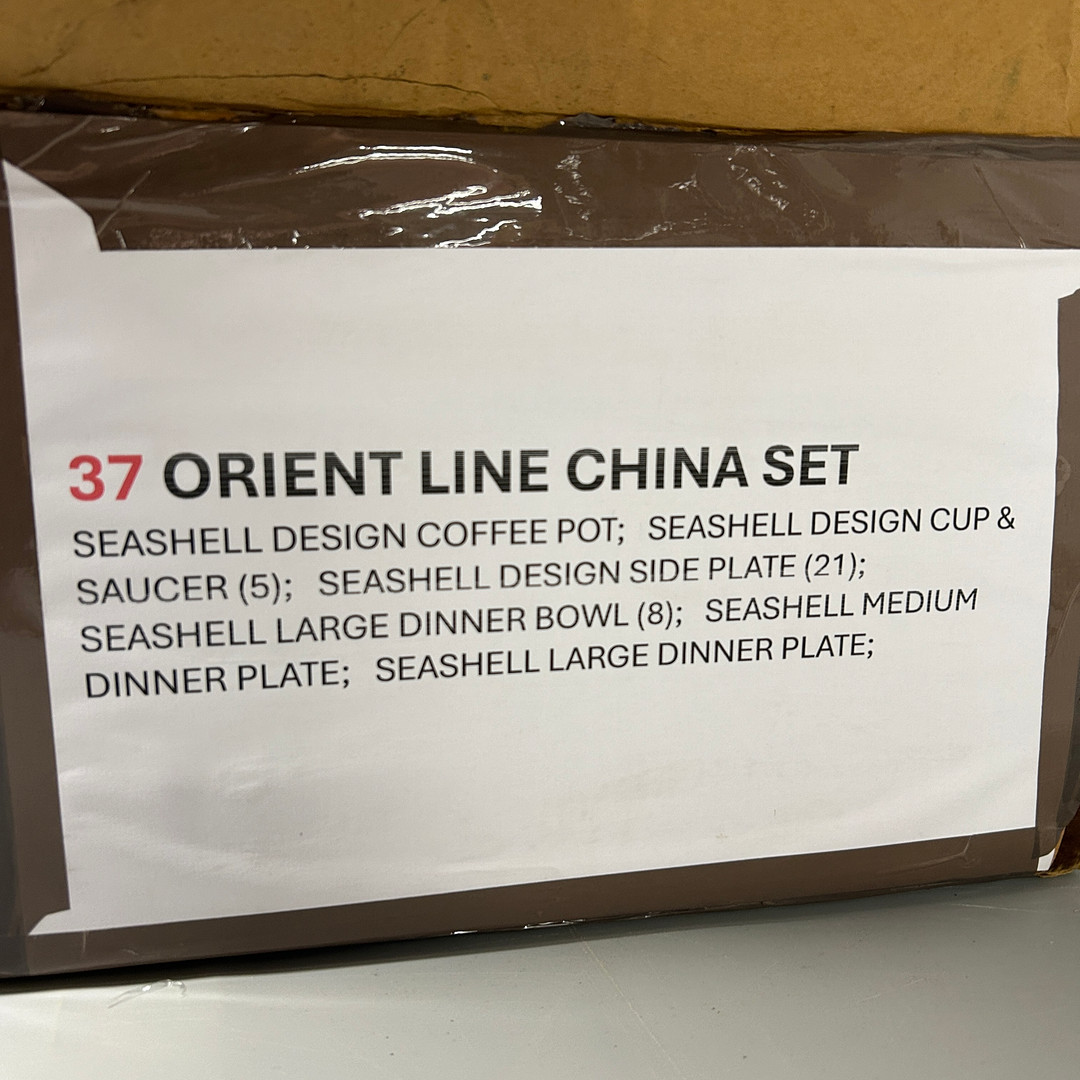 37 ORIENT LINE CHINA SET
SEASHELL DESIGN COFFEE POT; SEASHELL DESIGN CUP &
SAUCER (5); SEASHELL DESIGN SIDE PLATE (21);
SEASHELL LARGE DINNER BOWL (8); SEASHELL MEDIUM
DINNER PLATE; SEASHELL LARGE DINNER PLATE;